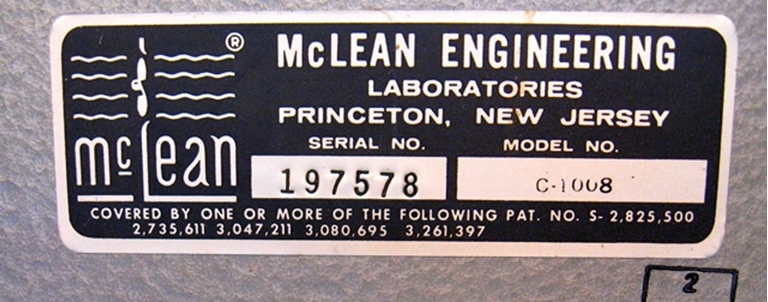 ®
McLEAN ENGINEERING
LABORATORIES
PRINCETON, NEW JERSEY
mcLean
SERIAL NO. MODEL NO.
197578 C-1008
COVERED BY ONE OR MORE OF THE FOLLOWING PAT. NO. S- 2,825,500
2,735,611 3,047,211 3,080,695 3,261,397
2